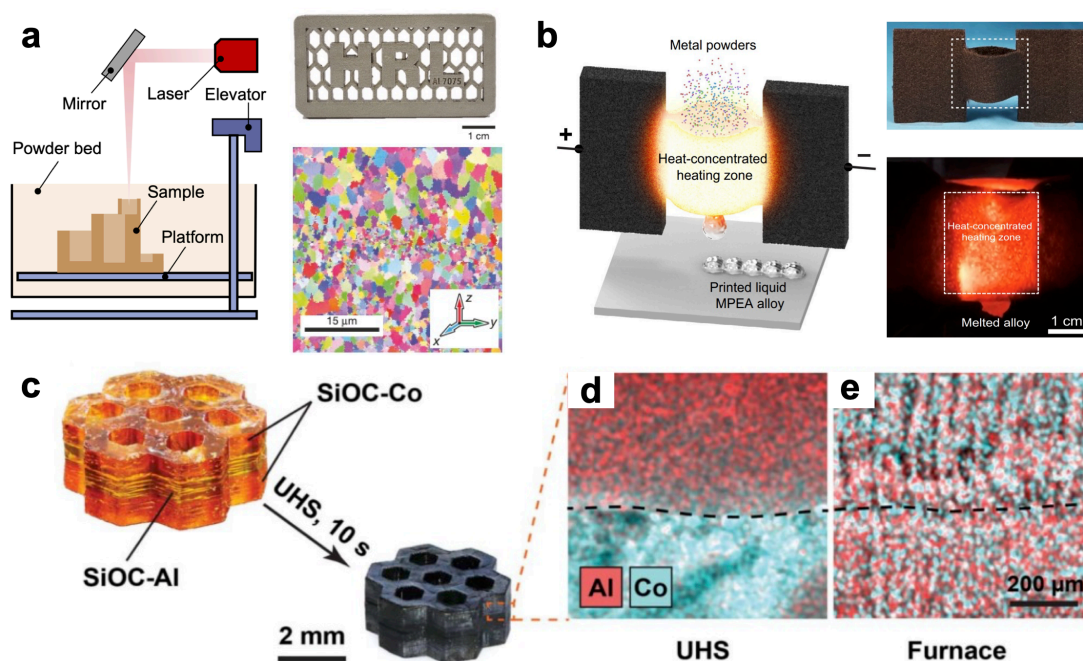 a
Mirror
Laser
Elevator
Powder bed
Sample
Platform
HRL
Al 7075
1 cm
15 μm
z
y
x
b
Metal powders
+
−
Heat-concentrated
heating zone
Printed liquid
MPEA alloy
Heat-concentrated
heating zone
Melted alloy
1 cm
c
SiOC-Co
SiOC-Al
UHS, 10 s
2 mm
d
Al
Co
UHS
e
200 μm
Furnace